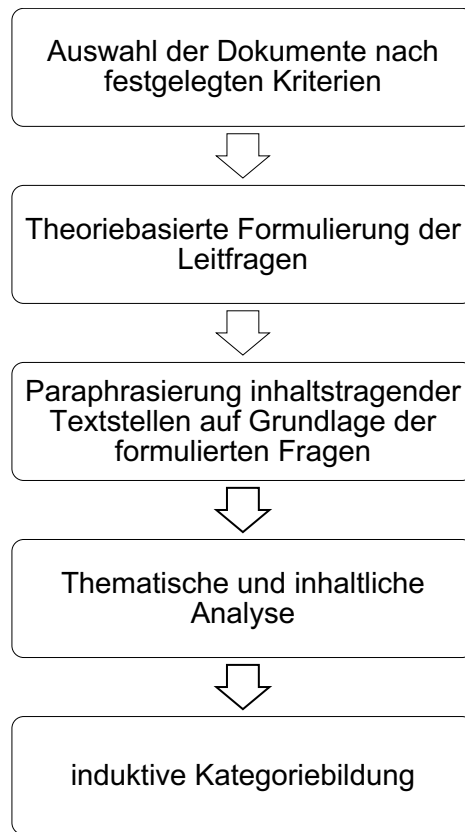 Auswahl der Dokumente nach
festgelegten Kriterien
Theoriebasierte Formulierung der
Leitfragen
Paraphrasierung inhaltstragender
Textstellen auf Grundlage der
formulierten Fragen
Thematische und inhaltliche
Analyse
induktive Kategoriebildung